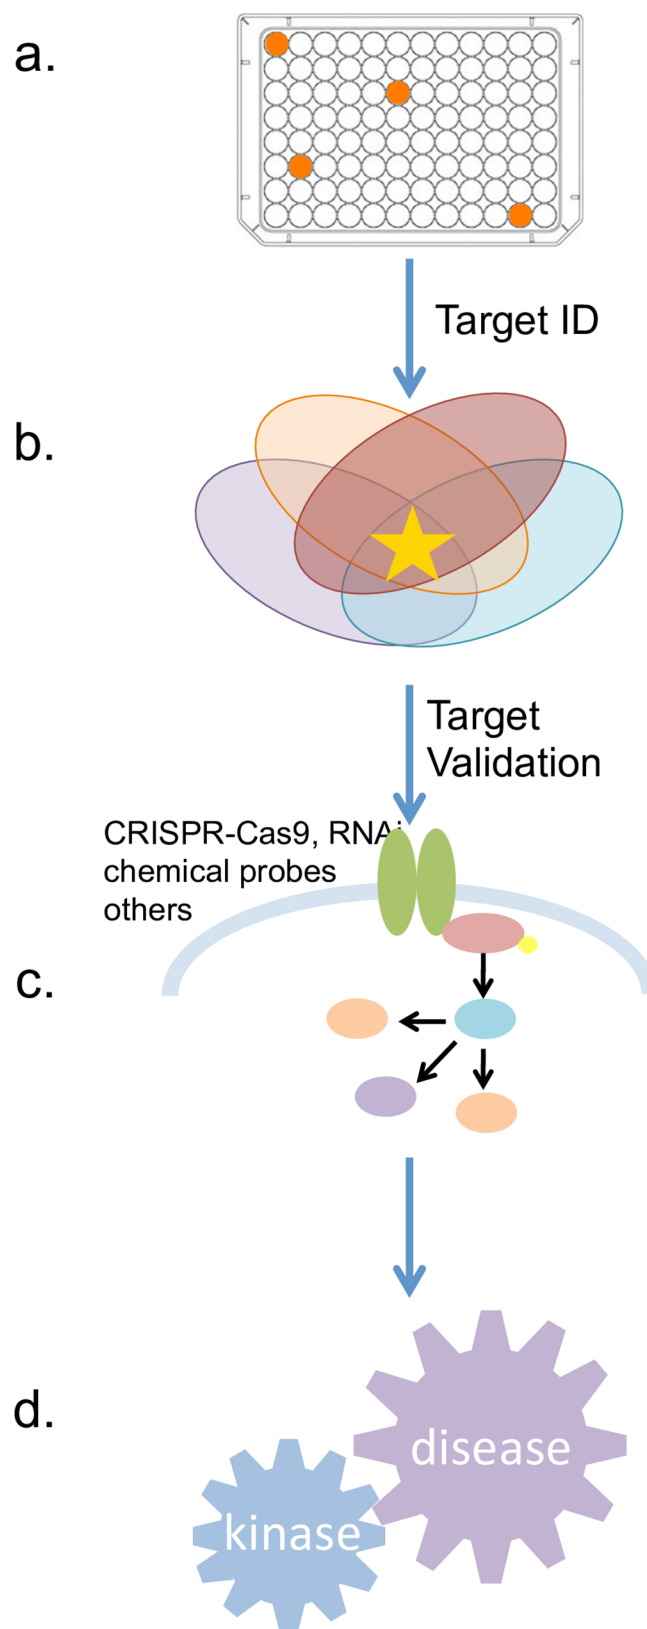 a.
Target ID
b.
Target
Validation
CRISPR-Cas9, RNAi
chemical probes
others
c.
d.
disease
kinase